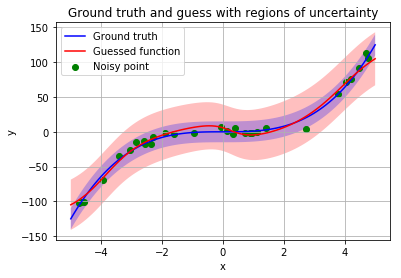 Ground truth and guess with regions of uncertainty
Ground truth
Guessed function
Noisy point
y
150
100
50
0
−50
−100
−150
−4
−2
0
2
4
x